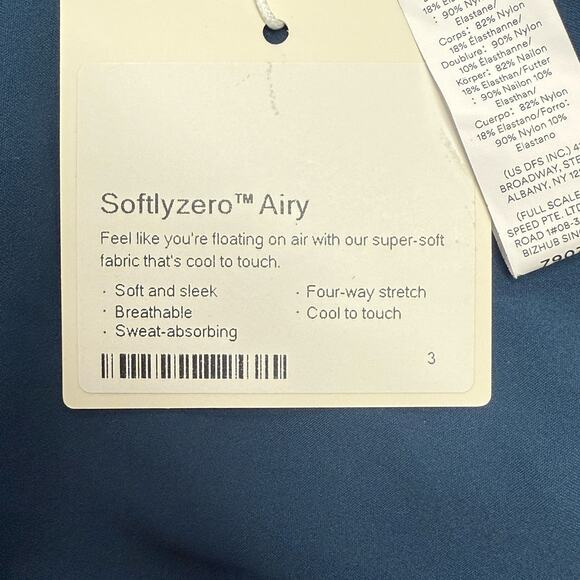 Softlyzero™ Airy
Feel like you're floating on air with our super-soft
fabric that's cool to touch.
· Soft and sleek
· Four-way stretch
· Breathable
· Cool to touch
· Sweat-absorbing
3
18% Elastane/
: 90% Nylon
Elastane/
Corps: 82% Nylon
18% Élasthanne/
Doublure: 90% Nylon
10% Élasthanne/
Körper: 82% Nailon
18% Elasthan/Futter
: 90% Nailon 10%
Elasthan/
Cuerpo: 82% Nylon
18% Elastano/Forro:
90% Nylon 10%
Elastano
(US DFS INC.)
BROADWAY, STE
ALBANY, NY
(FULL SCALE
SPEED PTE. LTD
ROAD 1#08-3
BIZHUB SIN